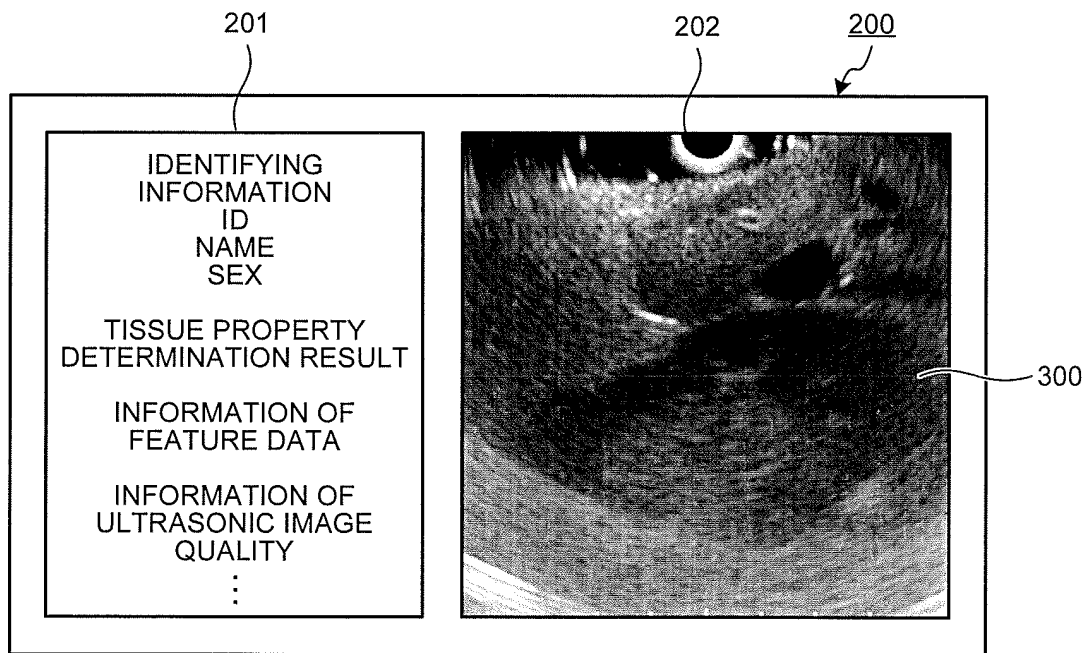 201
202
200
IDENTIFYING
INFORMATION
ID
NAME
SEX
TISSUE PROPERTY
DETERMINATION RESULT
INFORMATION OF
FEATURE DATA
INFORMATION OF
ULTRASONIC IMAGE
QUALITY
⋮
300